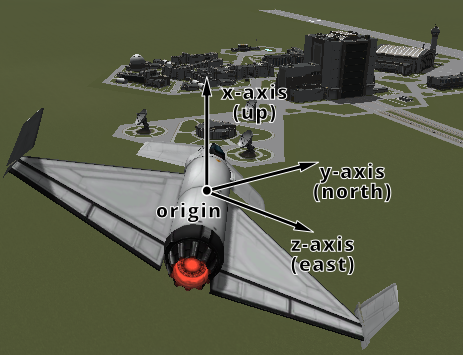 x-axis
(up)
y-axis
(north)
origin
z-axis
(east)